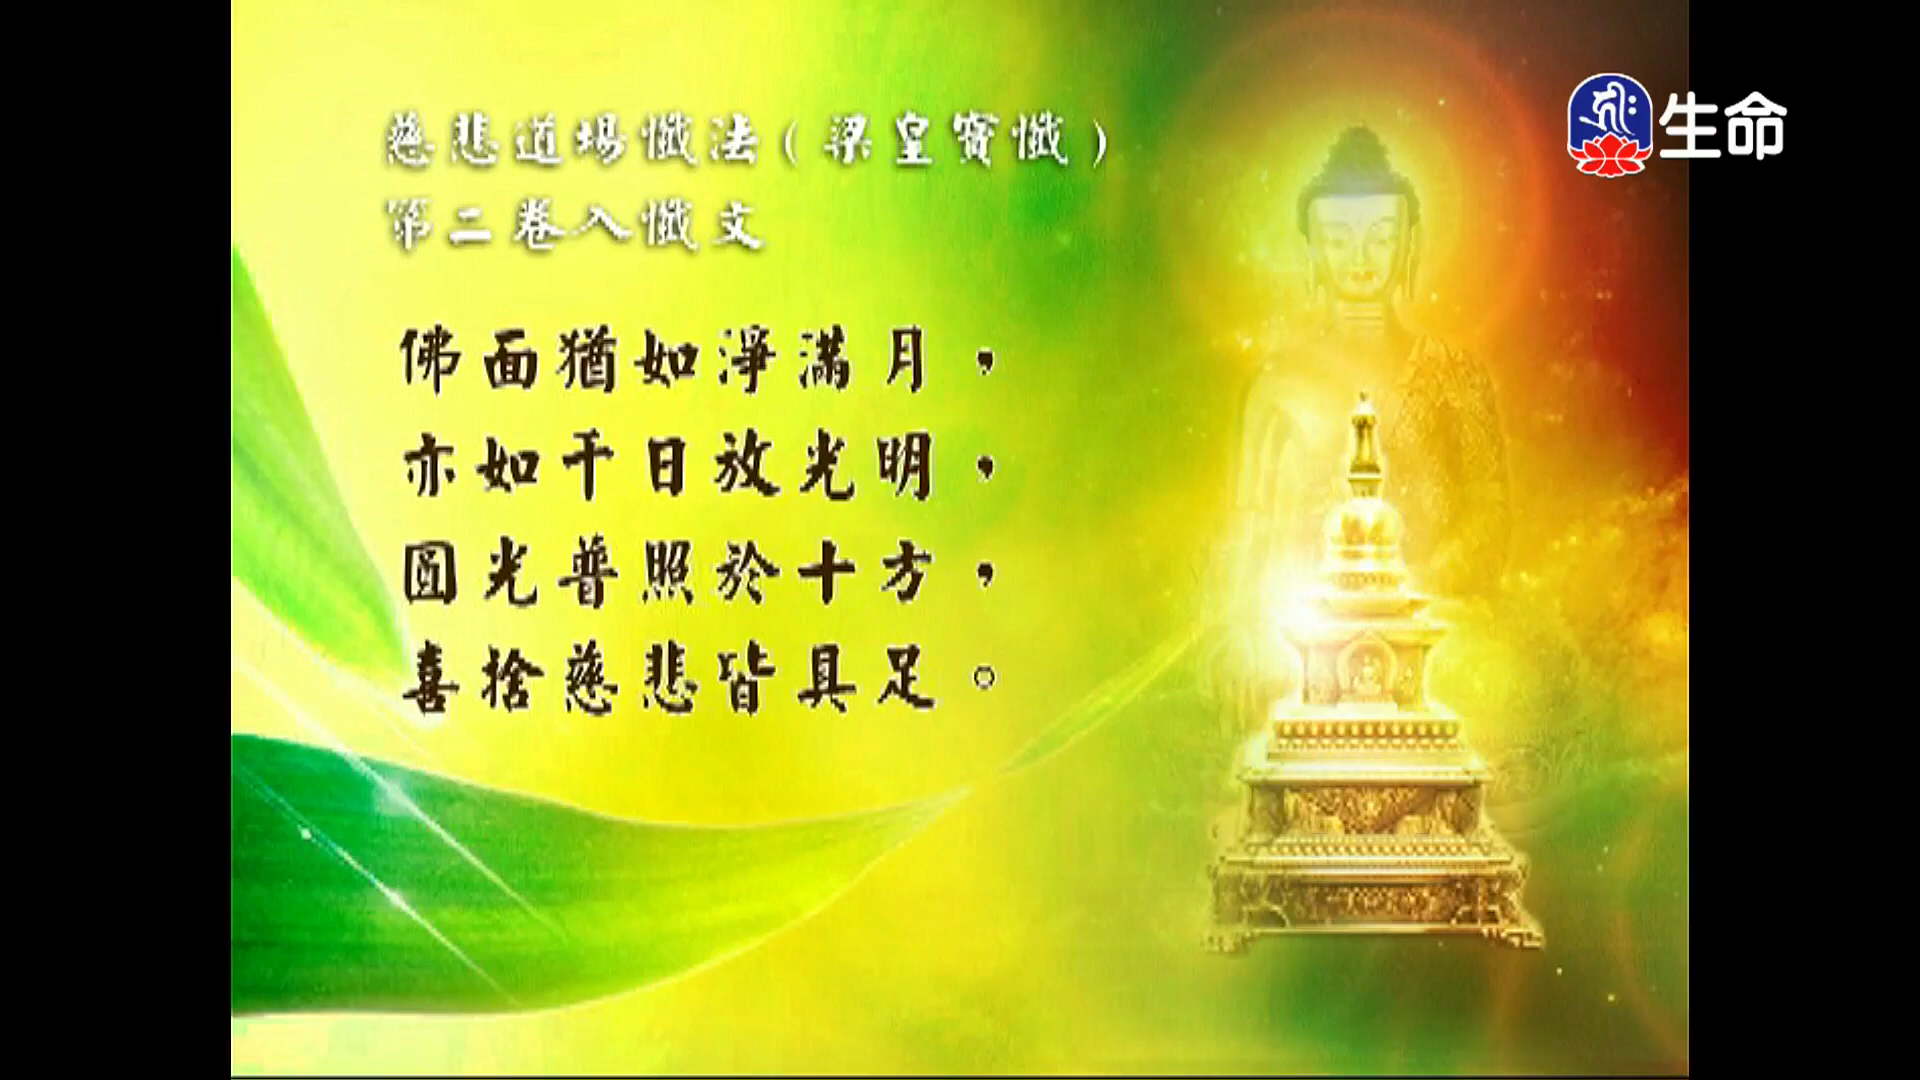 慈悲道場懺法(梁皇寶懺)
第二卷入懺文
生命
佛面猶如淨滿月，
亦如千日放光明，
圓光普照於十方，
喜捨慈悲皆具足。